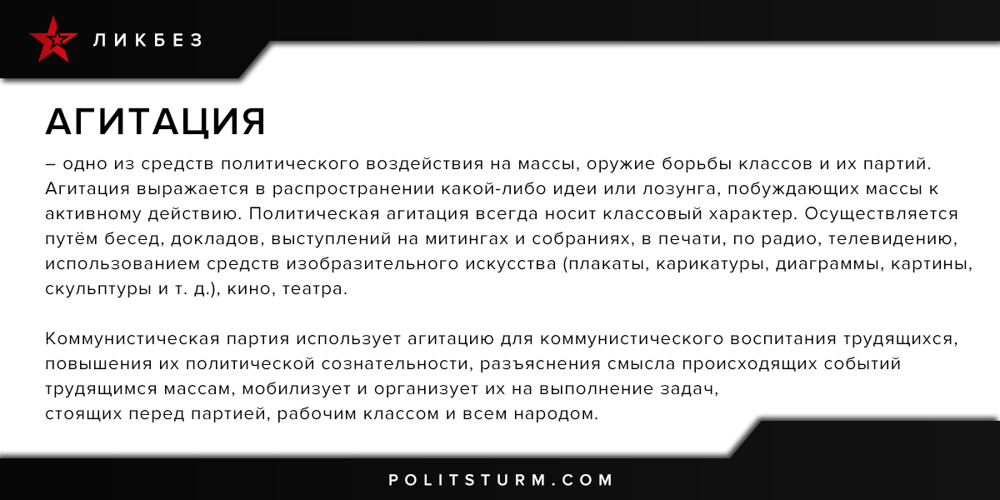 ЛИКБЕЗ
АГИТАЦИЯ
– одно из средств политического воздействия на массы, оружие борьбы классов и их партий.
Агитация выражается в распространении какой-либо идеи или лозунга, побуждающих массы к
активному действию. Политическая агитация всегда носит классовый характер. Осуществляется
путём бесед, докладов, выступлений на митингах и собраниях, в печати, по радио, телевидению,
использованием средств изобразительного искусства (плакаты, карикатуры, диаграммы, картины,
скульптуры и т. д.), кино, театра.
Коммунистическая партия использует агитацию для коммунистического воспитания трудящихся,
повышения их политической сознательности, разъяснения смысла происходящих событий
трудящимся массам, мобилизует и организует их на выполнение задач,
стоящих перед партией, рабочим классом и всем народом.
POLITSTURM.COM